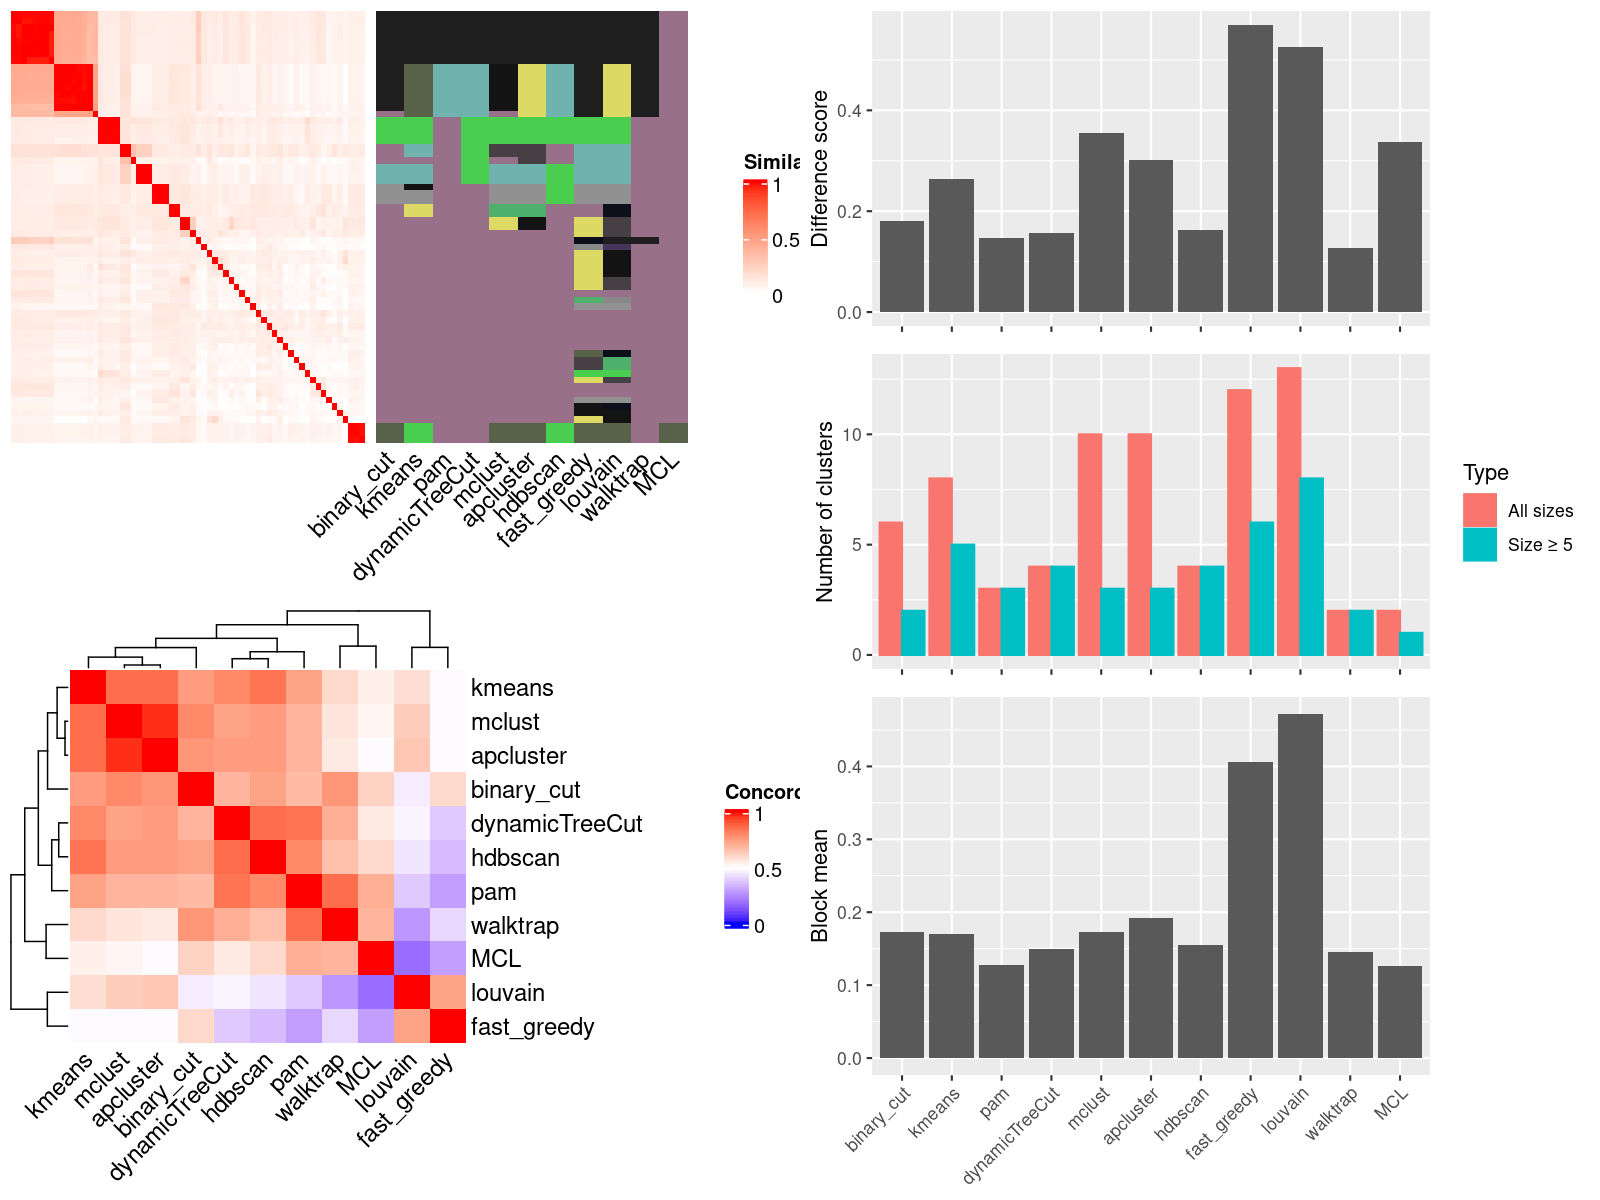 Simila
1
0.5
0
binary_cut
kmeans
pam
dynamicTreeCut
mclust
apcluster
hdbscan
fast_greedy
louvain
walktrap
MCL
Difference score
0.4
0.2
0.0
Number of clusters
10
5
0
Type
All sizes
Size ≥ 5
kmeans
mclust
apcluster
binary_cut
dynamicTreeCut
hdbscan
pam
walktrap
MCL
louvain
fast_greedy
kmeans
mclust
apcluster
binary_cut
dynamicTreeCut
hdbscan
pam
walktrap
MCL
louvain
fast_greedy
Concord
1
0.5
0
Block mean
0.4
0.3
0.2
0.1
0.0
binary_cut
kmeans
pam
dynamicTreeCut
mclust
apcluster
hdbscan
fast_greedy
louvain
walktrap
MCL